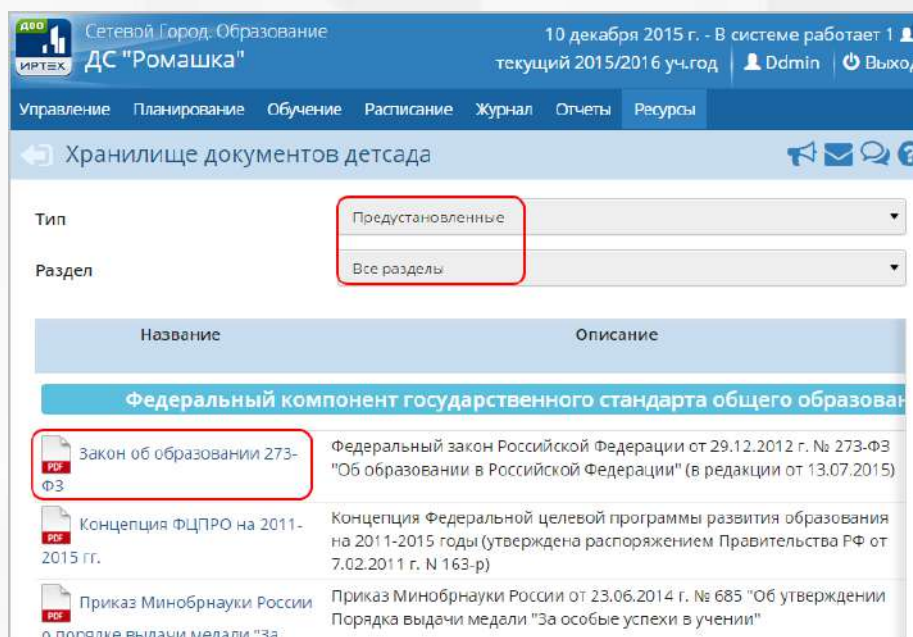 ДОО
ИРТЕХ
Сетевой Город. Образование
ДС "Ромашка"
10 декабря 2015 г. - В системе работает 1
текущий 2015/2016 уч.год
Ddmin
Выход
Управление Планирование Обучение Расписание Журнал Отчеты Ресурсы
Хранилище документов детсада
Тип
Предустановленные
Раздел
Все разделы
Название
Описание
Федеральный компонент государственного стандарта общего образован
PDF
Закон об образовании 273-
ФЗ
Федеральный закон Российской Федерации от 29.12.2012 г. № 273-ФЗ
"Об образовании в Российской Федерации" (в редакции от 13.07.2015)
PDF
Концепция ФЦПРО на 2011-
2015 гг.
Концепция Федеральной целевой программы развития образования
на 2011-2015 годы (утверждена распоряжением Правительства РФ от
7.02.2011 г. N 163-р)
PDF
Приказ Минобрнауки России
о порядке выдачи медали "За
Приказ Минобрнауки России от 23.06.2014 г. № 685 "Об утверждении
Порядка выдачи медали "За особые успехи в учении"